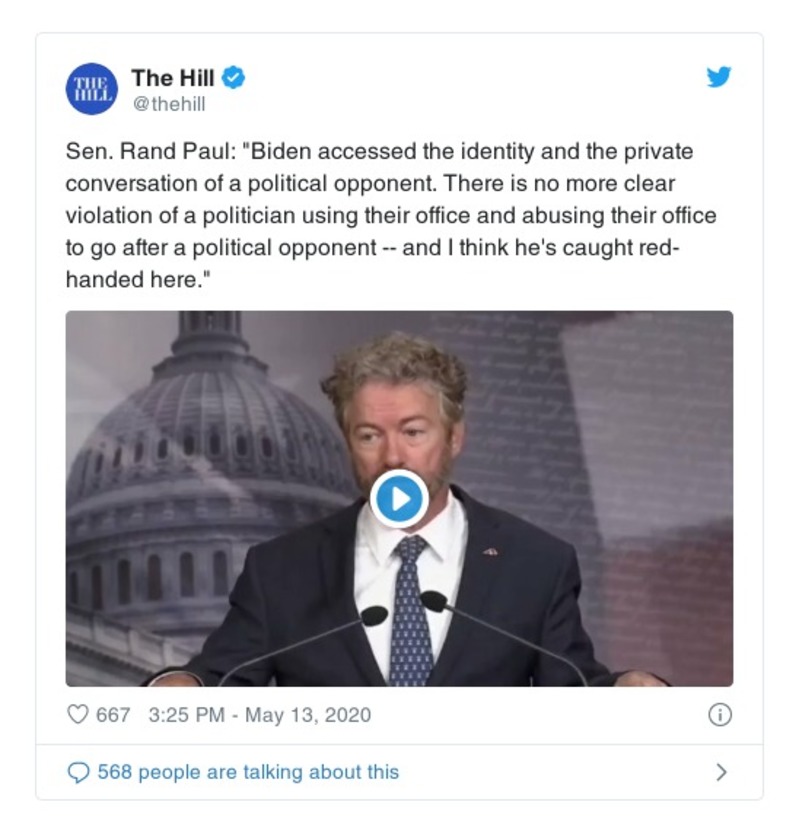 THE
HILL
The Hill
@thehill
Sen. Rand Paul: "Biden accessed the identity and the private
conversation of a political opponent. There is no more clear
violation of a politician using their office and abusing their office
to go after a political opponent -- and I think he's caught red-
handed here."
667 3:25 PM - May 13, 2020
568 people are talking about this